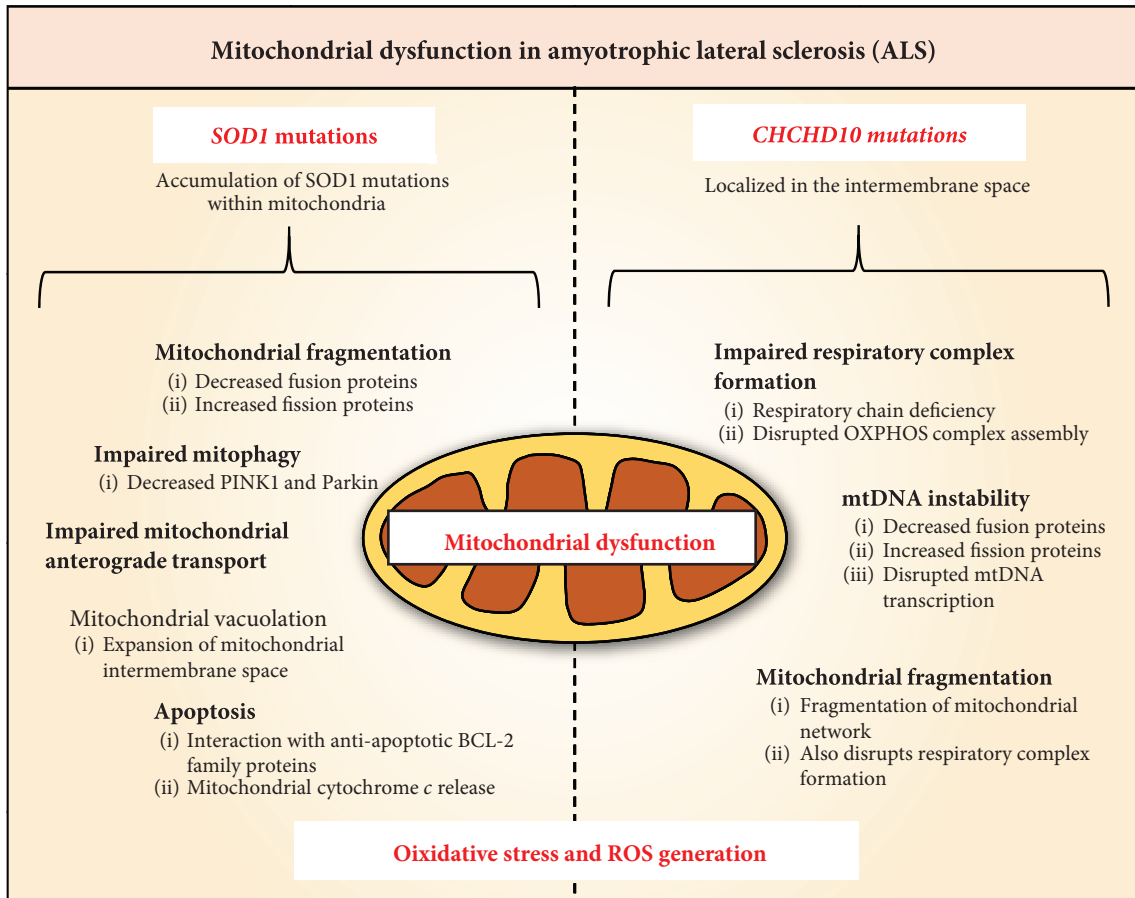 Mitochondrial dysfunction in amyotrophic lateral sclerosis (ALS)
SOD1 mutations
Accumulation of SOD1 mutations
within mitochondria
Mitochondrial fragmentation
(i) Decreased fusion proteins
(ii) Increased fission proteins
Impaired mitophagy
(i) Decreased PINK1 and Parkin
Impaired mitochondrial
anterograde transport
Mitochondrial vacuolation
(i) Expansion of mitochondrial
intermembrane space
Apoptosis
(i) Interaction with anti-apoptotic BCL-2
family proteins
(ii) Mitochondrial cytochrome c release
CHCHD10 mutations
Localized in the intermembrane space
Impaired respiratory complex
formation
(i) Respiratory chain deficiency
(ii) Disrupted OXPHOS complex assembly
mtDNA instability
(i) Decreased fusion proteins
(ii) Increased fission proteins
(iii) Disrupted mtDNA
transcription
Mitochondrial fragmentation
(i) Fragmentation of mitochondrial
network
(ii) Also disrupts respiratory complex
formation
Mitochondrial dysfunction
Oixidative stress and ROS generation